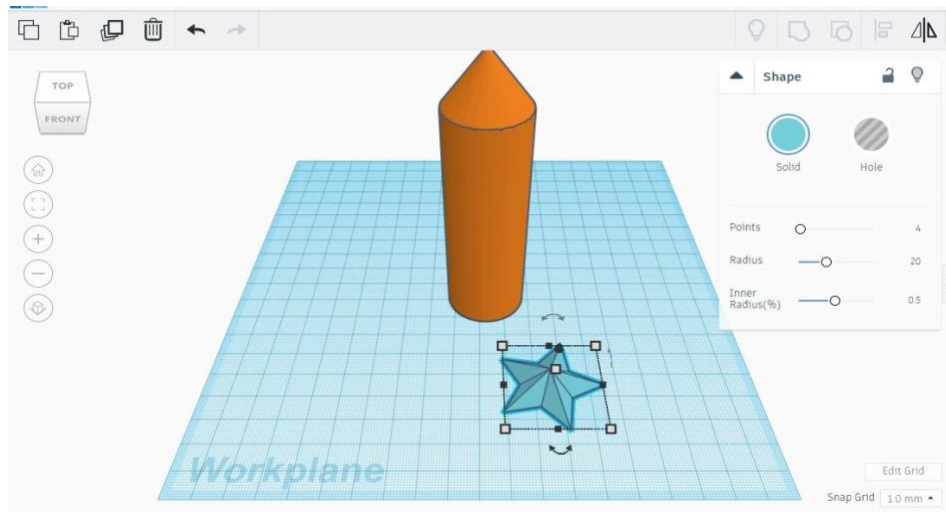 Shape
TOP
FRONT
Solid Hole
Points 4
Radius 20
Inner
Radius(%) 0.5
Workplane
Edit Grid
Snap Grid 1.0 mm